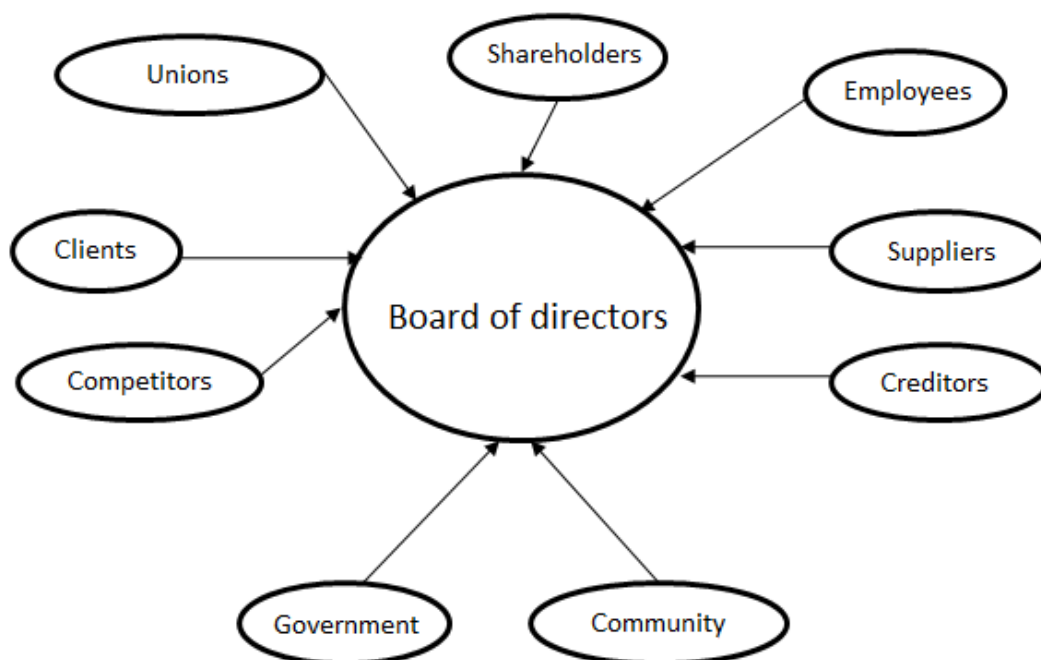 Shareholders
Unions
Employees
Clients
Suppliers
Board of directors
Competitors
Creditors
Government
Community